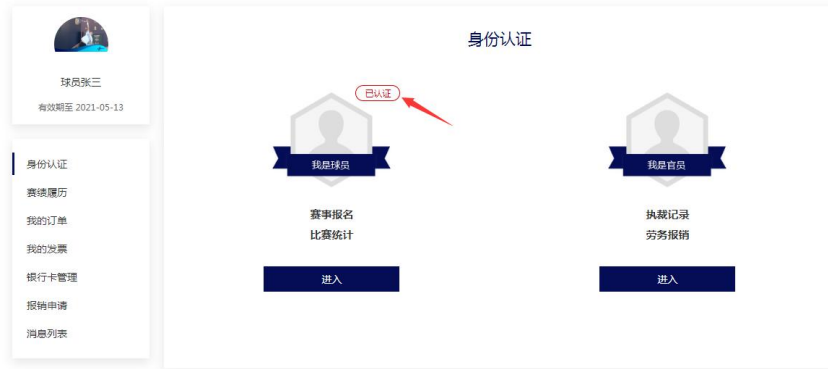 球员张三
有效期至 2021-05-13
身份认证
赛绩履历
我的订单
我的发票
银行卡管理
报销申请
消息列表
身份认证
已认证
我是球员
赛事报名
比赛统计
进入
我是官员
执裁记录
劳务报销
进入